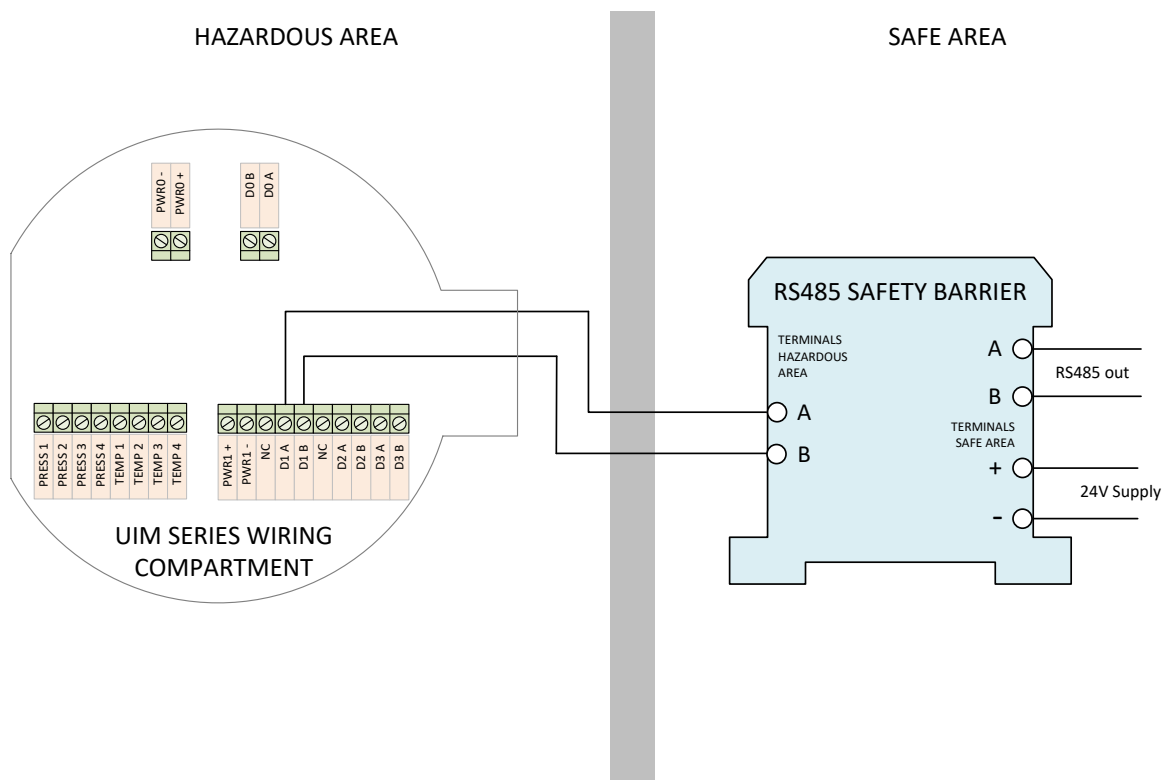 HAZARDOUS AREA
SAFE AREA
PWR0 -
PWR0 +
D0 B
D0 A
RS485 SAFETY BARRIER
TERMINALS
HAZARDOUS
AREA
A
B
A
RS485 out
B
TERMINALS
SAFE AREA
+
24V Supply
-
PRESS 1
PRESS 2
PRESS 3
PRESS 4
TEMP 1
TEMP 2
TEMP 3
TEMP 4
PWR1 +
PWR1 -
NC
D1 A
D1 B
NC
D2 A
D2 B
D3 A
D3 B
UIM SERIES WIRING
COMPARTMENT